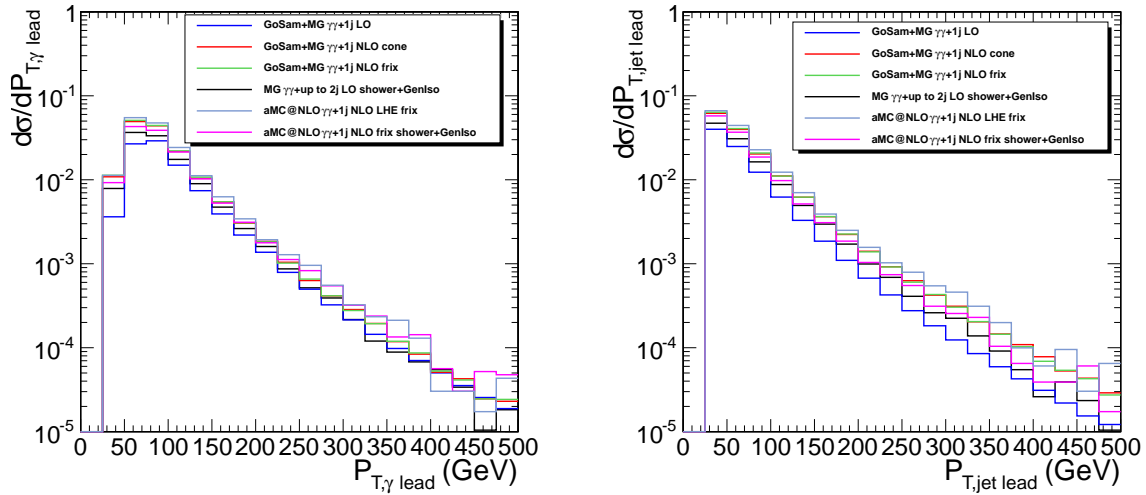 dσ/dP_{T,γ lead}
1
10^{-1}
10^{-2}
10^{-3}
10^{-4}
10^{-5}
GoSam+MG γγ+1j LO
GoSam+MG γγ+1j NLO cone
GoSam+MG γγ+1j NLO frix
MG γγ+up to 2j LO shower+GenIso
aMC@NLO γγ+1j NLO LHE frix
aMC@NLO γγ+1j NLO frix shower+GenIso
0 50 100 150 200 250 300 350 400 450 500
P_{T,γ lead} (GeV)
dσ/dP_{T,jet lead}
1
10^{-1}
10^{-2}
10^{-3}
10^{-4}
10^{-5}
GoSam+MG γγ+1j LO
GoSam+MG γγ+1j NLO cone
GoSam+MG γγ+1j NLO frix
MG γγ+up to 2j LO shower+GenIso
aMC@NLO γγ+1j NLO LHE frix
aMC@NLO γγ+1j NLO frix shower+GenIso
0 50 100 150 200 250 300 350 400 450 500
P_{T,jet lead} (GeV)